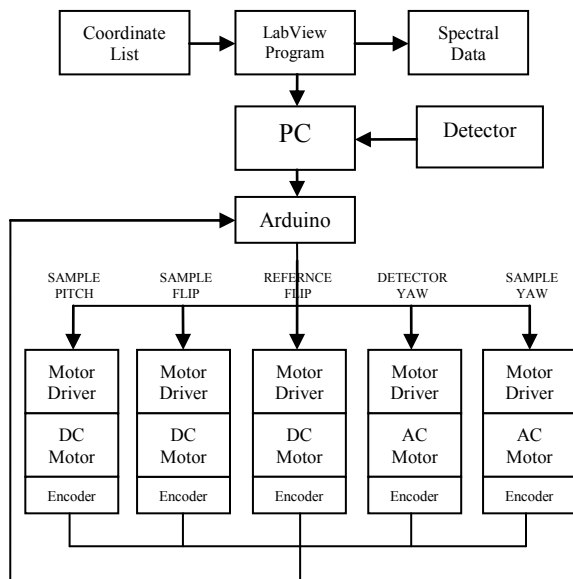 Coordinate
List
LabView
Program
Spectral
Data
PC
Detector
Arduino
SAMPLE
PITCH
SAMPLE
FLIP
REFERNCE
FLIP
DETECTOR
YAW
SAMPLE
YAW
Motor
Driver
DC
Motor
Encoder
Motor
Driver
DC
Motor
Encoder
Motor
Driver
DC
Motor
Encoder
Motor
Driver
AC
Motor
Encoder
Motor
Driver
AC
Motor
Encoder